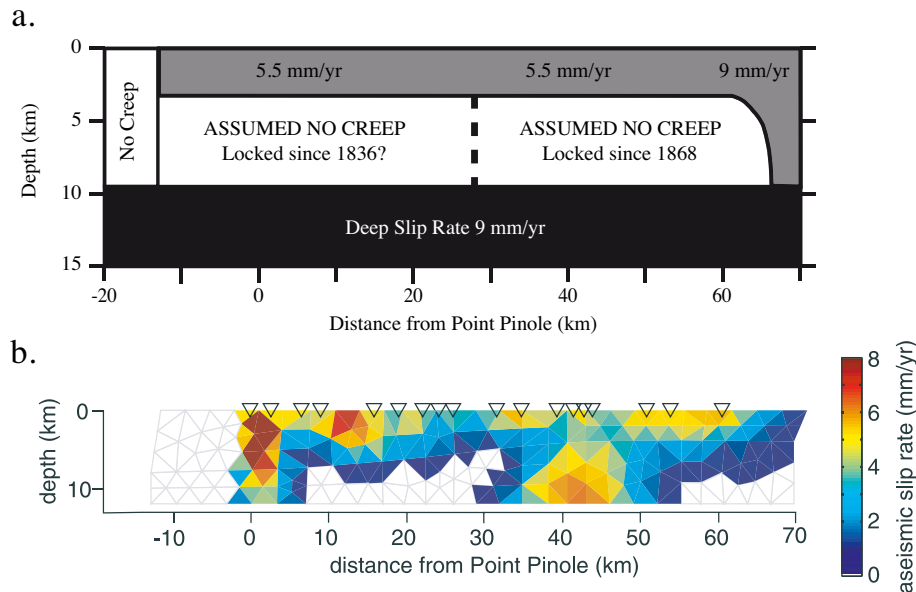 a.
0
5.5 mm/yr 5.5 mm/yr 9 mm/yr
No Creep
Depth (km)
5
ASSUMED NO CREEP ASSUMED NO CREEP
Locked since 1836? Locked since 1868
10
Deep Slip Rate 9 mm/yr
15
-20 0 20 40 60
Distance from Point Pinole (km)
b.
0
10
depth (km)
-10 0 10 20 30 40 50 60 70
distance from Point Pinole (km)
8
6
4
2
0
aseismic slip rate (mm/yr)